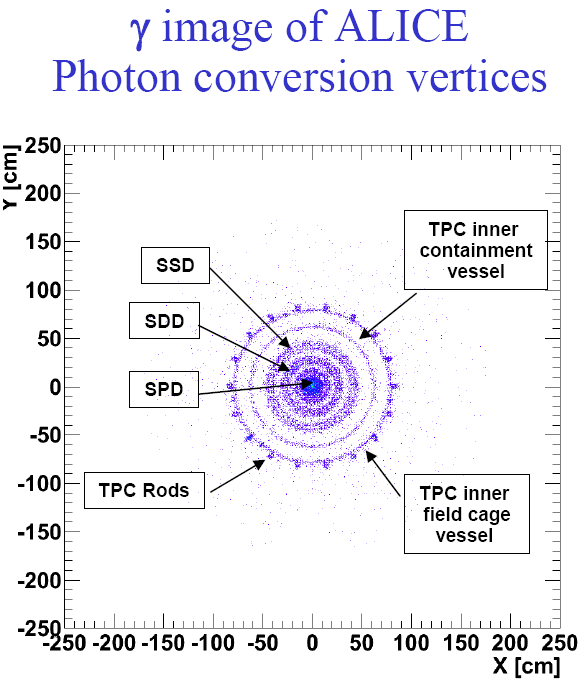 γ image of ALICE
Photon conversion vertices
Y [cm]
250
200
150
100
50
0
-50
-100
-150
-200
-250
SSD
SDD
SPD
TPC Rods
TPC inner
containment
vessel
TPC inner
field cage
vessel
-250 -200 -150 -100 -50 0 50 100 150 200 250
X [cm]